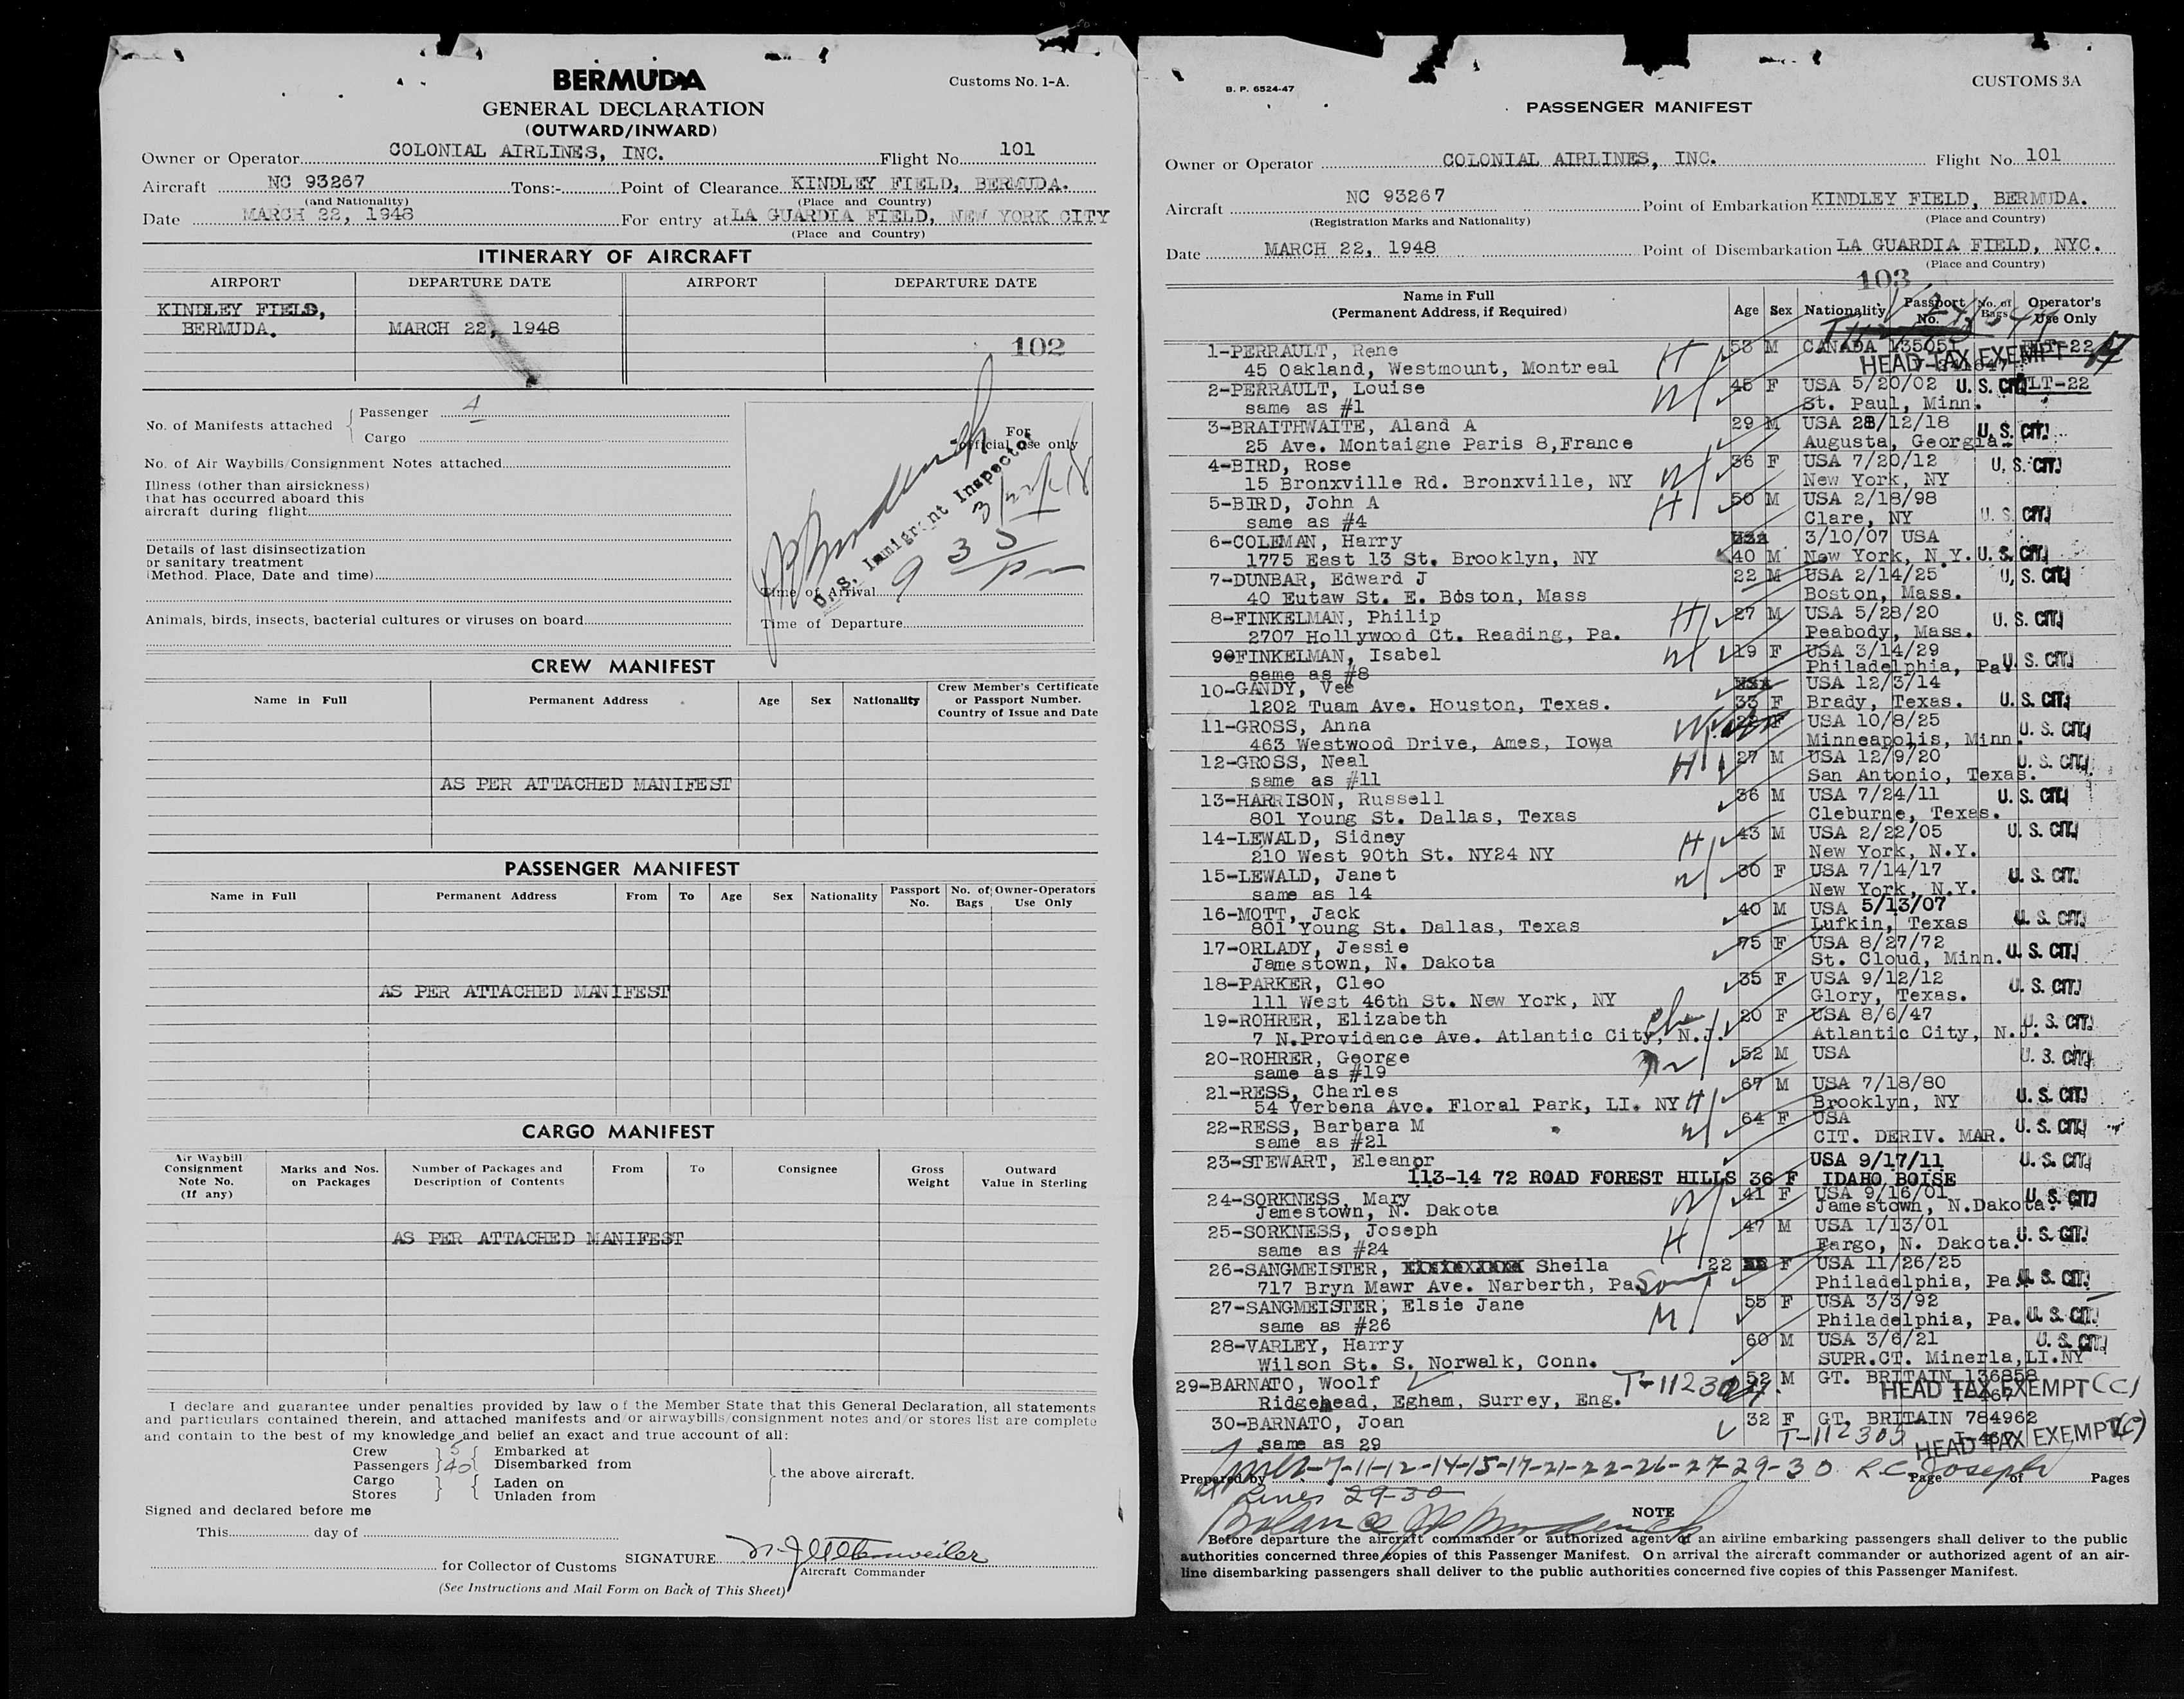 BERMUDA
Customs No. 1-A.
GENERAL DECLARATION
(OUTWARD/INWARD)
Owner or Operator COLONIAL AIRLINES, INC. Flight No. 101
Aircraft NC 93267 Tons:- Point of Clearance KINDLEY FIELD, BERMUDA.
(and Nationality) (Place and Country)
Date MARCH 22, 1948 For entry at LA GUARDIA FIELD, NEW YORK CITY
(Place and Country)
ITINERARY OF AIRCRAFT
AIRPORT DEPARTURE DATE AIRPORT DEPARTURE DATE
KINDLEY FIELD,
BERMUDA. MARCH 22, 1948
102
No. of Manifests attached
Passenger 4
Cargo
For
official use only
No. of Air Waybills/Consignment Notes attached
Illness (other than airsickness)
that has occurred aboard this
aircraft during flight
Details of last disinsectization
or sanitary treatment
(Method. Place, Date and time)
U. S. Immigrant Inspector
3/22/48
9 35
pm
Time of Arrival
Animals, birds, insects, bacterial cultures or viruses on board
Time of Departure
CREW MANIFEST
Name in Full Permanent Address Age Sex Nationality Crew Member's Certificate
or Passport Number.
Country of Issue and Date
AS PER ATTACHED MANIFEST
PASSENGER MANIFEST
Name in Full Permanent Address From To Age Sex Nationality Passport No. No. of Bags Owner-Operators Use Only
AS PER ATTACHED MANIFEST
CARGO MANIFEST
Air Waybill Consignment Note No. (If any) Marks and Nos. on Packages Number of Packages and Description of Contents From To Consignee Gross Weight Outward Value in Sterling
AS PER ATTACHED MANIFEST
I declare and guarantee under penalties provided by law of the Member State that this General Declaration, all statements
and particulars contained therein, and attached manifests and/or airwaybills/consignment notes and/or stores list are complete
and contain to the best of my knowledge and belief an exact and true account of all:
Crew 5 Embarked at
Passengers 40 Disembarked from
the above aircraft.
Cargo Laden on
Stores Unladen from
Signed and declared before me
This day of
for Collector of Customs SIGNATURE
Aircraft Commander
(See Instructions and Mail Form on Back of This Sheet)
B. P. 6524-47
CUSTOMS 3A
PASSENGER MANIFEST
Owner or Operator COLONIAL AIRLINES, INC. Flight No. 101
Aircraft NC 93267 Point of Embarkation KINDLEY FIELD, BERMUDA.
(Registration Marks and Nationality) (Place and Country)
Date MARCH 22, 1948 Point of Disembarkation LA GUARDIA FIELD, NYC.
(Place and Country)
103
Name in Full
(Permanent Address, if Required) Age Sex Nationality Passport No. No. of Bags Operator's Use Only
1-PERRAULT, Rene H 53 M CANADA 135051
45 Oakland, Westmount, Montreal HEAD TAX EXEMPT
2-PERRAULT, Louise W 45 F USA 5/20/02 U. S. CIT. LT-22
same as #1 St. Paul, Minn.
3-BRAITHWAITE, Aland A 29 M USA 28/12/18 U. S. CIT.
25 Ave. Montaigne Paris 8,France Augusta, Georgia.
4-BIRD, Rose W 36 F USA 7/20/12 U. S. CIT.
15 Bronxville Rd. Bronxville, NY New York, NY
5-BIRD, John A H 50 M USA 2/18/98 U. S. CIT.
same as #4 Clare, NY
6-COLEMAN, Harry 3/10/07 USA
1775 East 13 St. Brooklyn, NY 40 M New York, N.Y. U. S. CIT.
7-DUNBAR, Edward J 22 M USA 2/14/25 U. S. CIT.
40 Eutaw St. E. Boston, Mass Boston, Mass.
8-FINKELMAN, Philip H 27 M USA 5/28/20 U. S. CIT.
2707 Hollywood Ct. Reading, Pa. Peabody, Mass.
90FINKELMAN, Isabel W 19 F USA 3/14/29 U. S. CIT.
same as #8 Philadelphia, Pa.
10-GANDY, Vee USA 12/3/14
1202 Tuam Ave. Houston, Texas. 33 F Brady, Texas. U. S. CIT.
11-GROSS, Anna W 22 F USA 10/8/25 U. S. CIT.
463 Westwood Drive, Ames, Iowa Minneapolis, Minn.
12-GROSS, Neal H 27 M USA 12/9/20 U. S. CIT.
same as #11 San Antonio, Texas.
13-HARRISON, Russell 36 M USA 7/24/11 U. S. CIT.
801 Young St. Dallas, Texas Cleburne, Texas.
14-LEWALD, Sidney H 43 M USA 2/22/05 U. S. CIT.
210 West 90th St. NY24 NY New York, N.Y.
15-LEWALD, Janet W 30 F USA 7/14/17 U. S. CIT.
same as 14 New York, N.Y.
16-MOTT, Jack 40 M USA 5/13/07 U. S. CIT.
801 Young St. Dallas, Texas Lufkin, Texas
17-ORLADY, Jessie 75 F USA 8/27/72 U. S. CIT.
Jamestown, N. Dakota St. Cloud, Minn.
18-PARKER, Cleo 35 F USA 9/12/12 U. S. CIT.
111 West 46th St. New York, NY Glory, Texas.
19-ROHRER, Elizabeth 20 F USA 8/6/47 U. S. CIT.
7 N.Providence Ave. Atlantic City, N.J. Atlantic City, N.J.
20-ROHRER, George 52 M USA U. S. CIT.
same as #19
21-RESS, Charles 67 M USA 7/18/80 U. S. CIT.
54 Verbena Ave. Floral Park, LI. NY H Brooklyn, NY
22-RESS, Barbara M W 64 F USA U. S. CIT.
same as #21 CIT. DERIV. MAR.
23-STEWART, Eleanor USA 9/17/11 U. S. CIT.
113-14 72 ROAD FOREST HILLS 36 F IDAHO BOISE
24-SORKNESS, Mary W 41 F USA 9/16/01 U. S. CIT.
Jamestown, N. Dakota Jamestown, N.Dakota.
25-SORKNESS, Joseph H 47 M USA 1/13/01 U. S. CIT.
same as #24 Fargo, N. Dakota.
26-SANGMEISTER, Sheila 22 F USA 11/26/25 U. S. CIT.
717 Bryn Mawr Ave. Narberth, Pa. Philadelphia, Pa.
27-SANGMEISTER, Elsie Jane M 55 F USA 3/3/92 U. S. CIT.
same as #26 Philadelphia, Pa.
28-VARLEY, Harry 60 M USA 3/6/21 U. S. CIT.
Wilson St. S. Norwalk, Conn. SUPR.CT. Minerla,LI.NY
29-BARNATO, Woolf 52 M GT. BRITAIN 136858
Ridgehead, Egham, Surrey, Eng. HEAD TAX EXEMPT (C)
30-BARNATO, Joan 32 F GT. BRITAIN 784962
same as 29 T-112305 HEAD TAX EXEMPT (C)
-7-11-12-14-15-17-21-22-26-27-29-30 R.C. Joseph
Prepared by Page of Pages
Lines 29-30
Balance
NOTE
Before departure the aircraft commander or authorized agent of an airline embarking passengers shall deliver to the public
authorities concerned three copies of this Passenger Manifest. On arrival the aircraft commander or authorized agent of an air-
line disembarking passengers shall deliver to the public authorities concerned five copies of this Passenger Manifest.